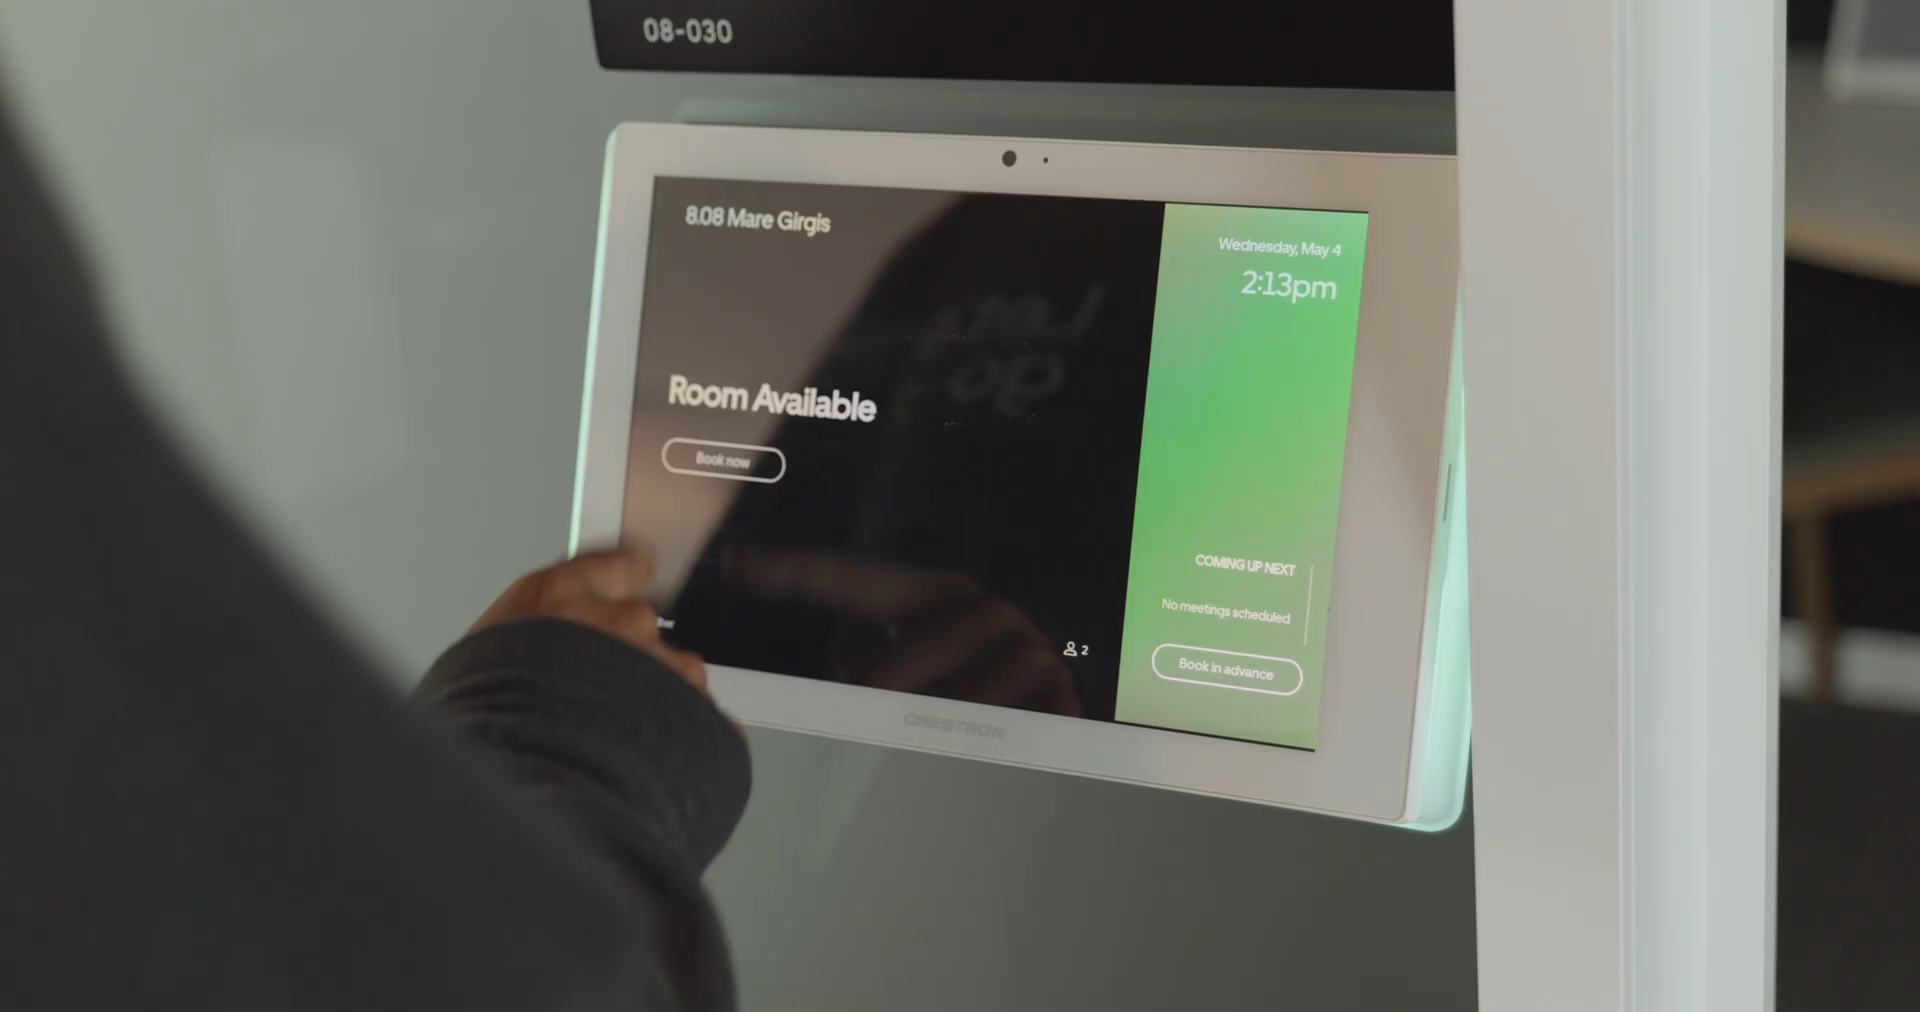 08-030
8.08 Mare Girgis
Room Available
Book now
2
Wednesday, May 4
2:13pm
COMING UP NEXT
No meetings scheduled
Book in advance
CRESTRON